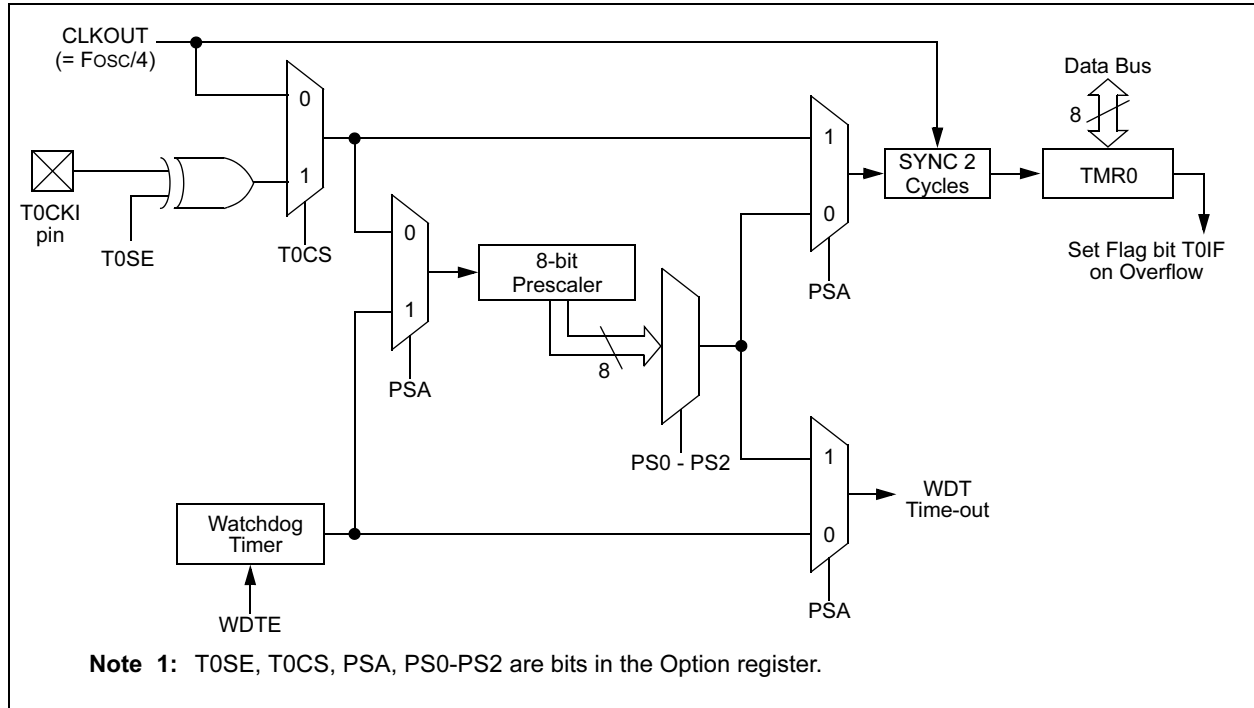 CLKOUT
(= FOSC/4)
0
1
T0CKI
pin
T0SE
T0CS
0
1
PSA
8-bit
Prescaler
8
PS0 - PS2
1
0
PSA
SYNC 2
Cycles
Data Bus
8
TMR0
Set Flag bit T0IF
on Overflow
Watchdog
Timer
WDTE
1
0
PSA
WDT
Time-out
Note 1: T0SE, T0CS, PSA, PS0-PS2 are bits in the Option register.